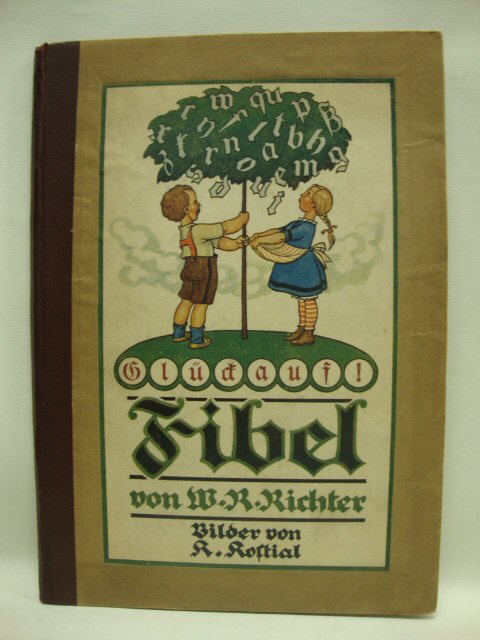 Glückauf!
Fibel
von W. R. Richter
Bilder von
K. Koſtial